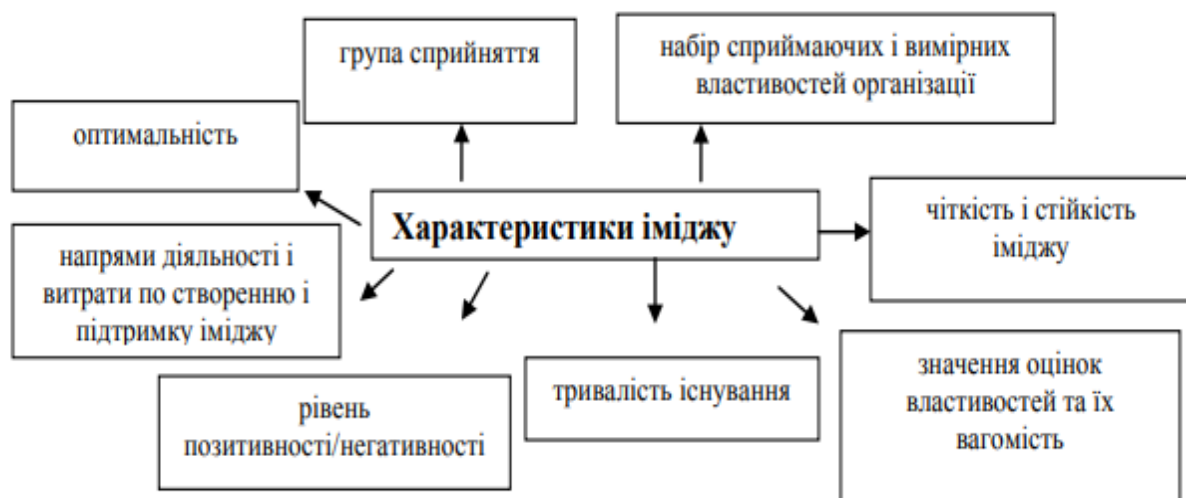 група сприйняття
набір сприймаючих і вимірних
властивостей організації
оптимальність
Характеристики іміджу
чіткість і стійкість
іміджу
напрями діяльності і
витрати по створенню і
підтримку іміджу
рівень
позитивності/негативності
тривалість існування
значення оцінок
властивостей та їх
вагомість